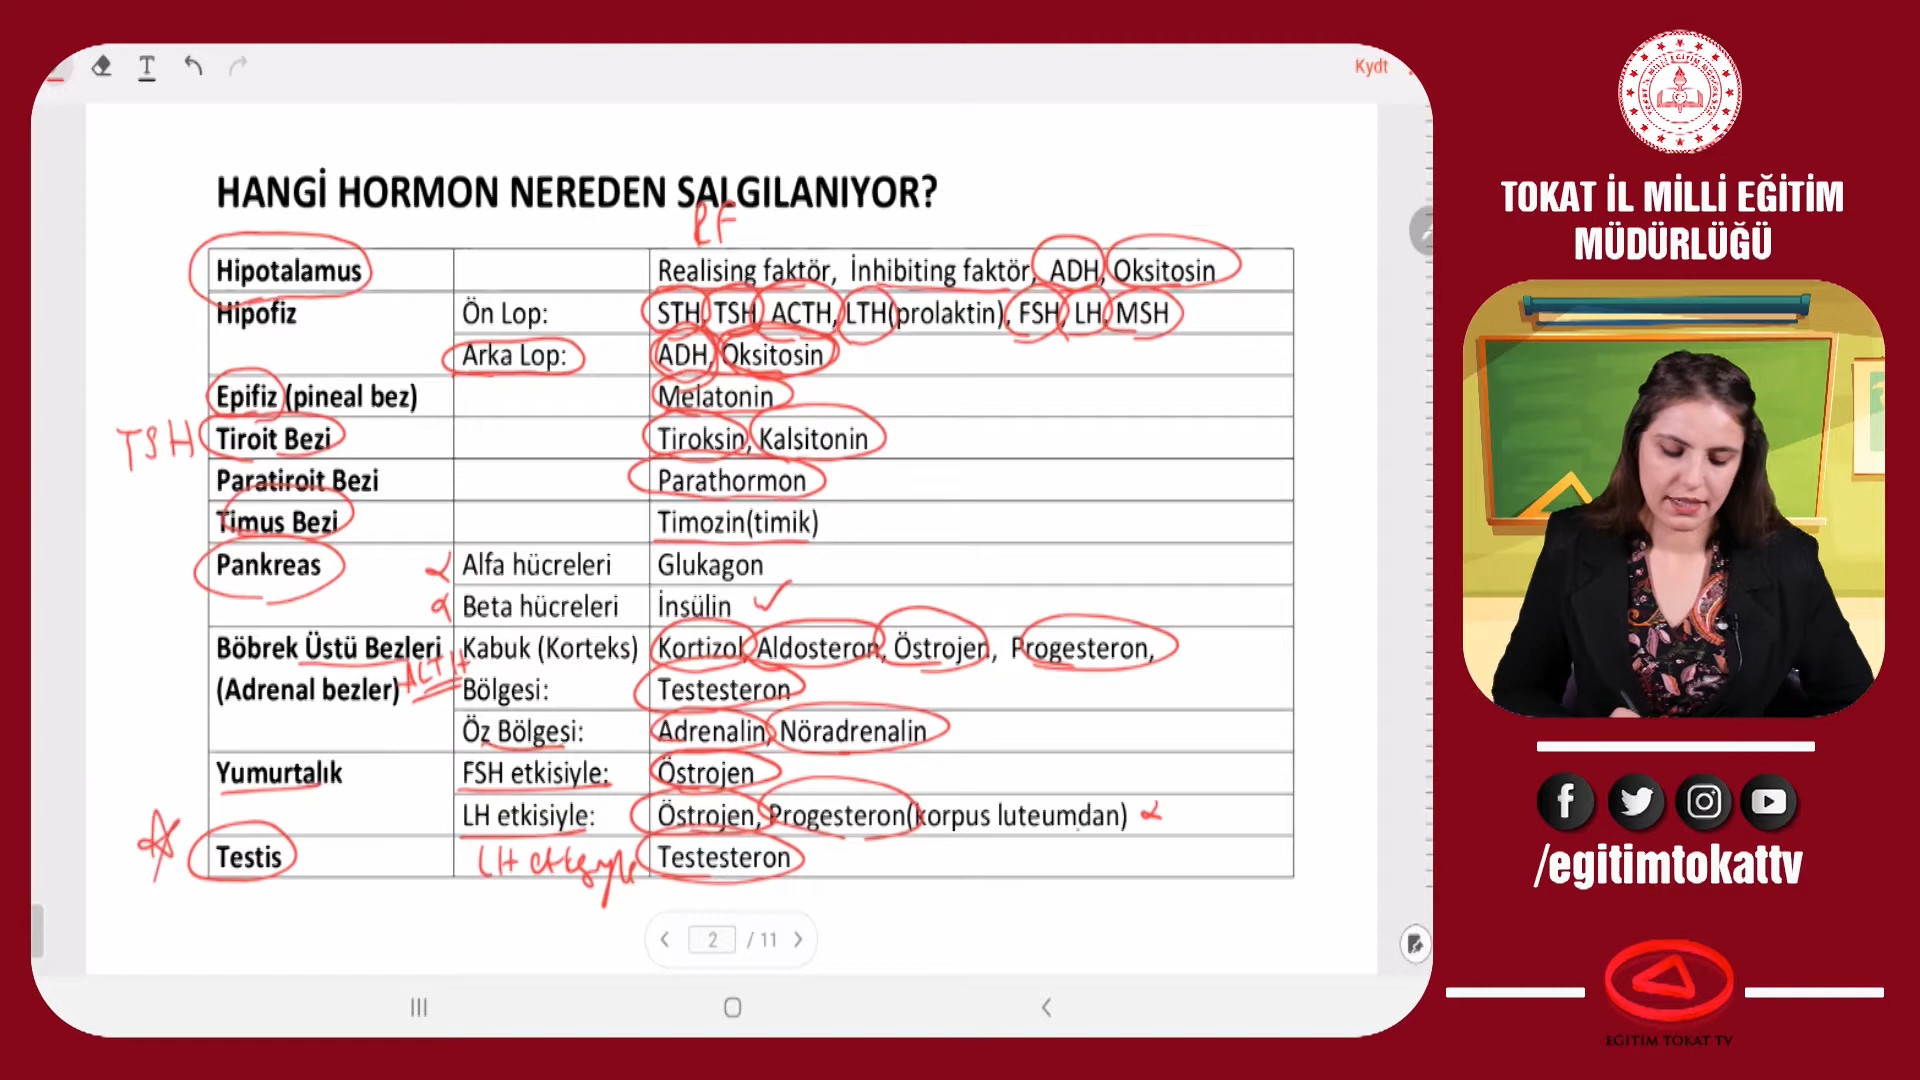 Kydt
HANGİ HORMON NEREDEN SALGILANIYOR?
RF
Hipotalamus Realising faktör, İnhibiting faktör, ADH, Oksitosin
Hipofiz Ön Lop: STH, TSH, ACTH, LTH(prolaktin), FSH, LH, MSH
Arka Lop: ADH, Oksitosin
Epifiz (pineal bez) Melatonin
TSH Tiroit Bezi Tiroksin, Kalsitonin
Paratiroit Bezi Parathormon
Timus Bezi Timozin(timik)
Pankreas Alfa hücreleri Glukagon
Beta hücreleri İnsülin
Böbrek Üstü Bezleri Kabuk (Korteks) Kortizol, Aldosteron, Östrojen, Progesteron,
(Adrenal bezler) ACTH Bölgesi: Testesteron
Öz Bölgesi: Adrenalin, Nöradrenalin
Yumurtalık FSH etkisiyle: Östrojen
LH etkisiyle: Östrojen, Progesteron(korpus luteumdan)
Testis LH etkisiyle Testesteron
2 / 11
TOKAT İL MİLLİ EĞİTİM
MÜDÜRLÜĞÜ
/egitimtokattv
EĞİTİM TOKAT TV